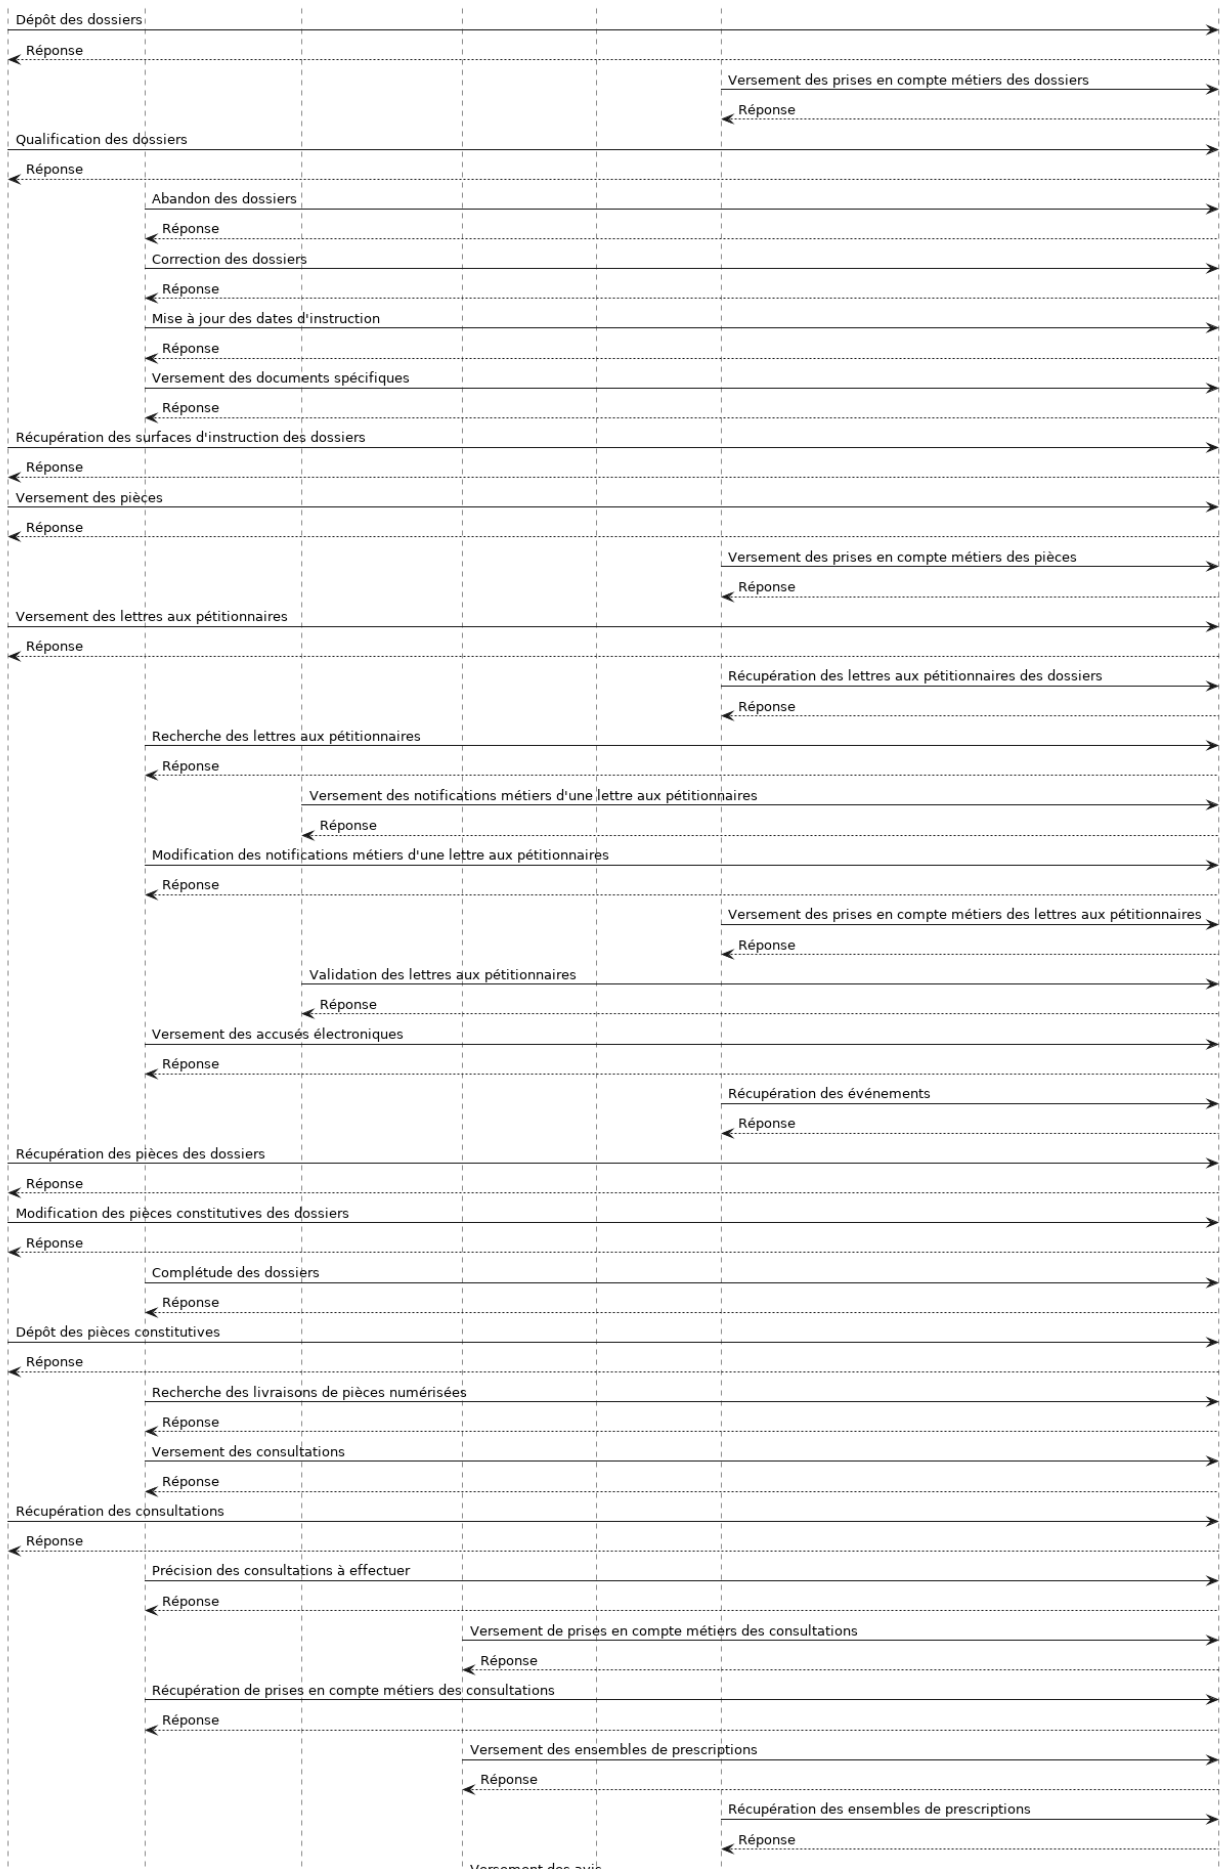 Dépôt des dossiers
Réponse
Versement des prises en compte métiers des dossiers
Réponse
Qualification des dossiers
Réponse
Abandon des dossiers
Réponse
Correction des dossiers
Réponse
Mise à jour des dates d'instruction
Réponse
Versement des documents spécifiques
Réponse
Récupération des surfaces d'instruction des dossiers
Réponse
Versement des pièces
Réponse
Versement des prises en compte métiers des pièces
Réponse
Versement des lettres aux pétitionnaires
Réponse
Récupération des lettres aux pétitionnaires des dossiers
Réponse
Recherche des lettres aux pétitionnaires
Réponse
Versement des notifications métiers d'une lettre aux pétitionnaires
Réponse
Modification des notifications métiers d'une lettre aux pétitionnaires
Réponse
Versement des prises en compte métiers des lettres aux pétitionnaires
Réponse
Validation des lettres aux pétitionnaires
Réponse
Versement des accusés électroniques
Réponse
Récupération des événements
Réponse
Récupération des pièces des dossiers
Réponse
Modification des pièces constitutives des dossiers
Réponse
Complétude des dossiers
Réponse
Dépôt des pièces constitutives
Réponse
Recherche des livraisons de pièces numérisées
Réponse
Versement des consultations
Réponse
Récupération des consultations
Réponse
Précision des consultations à effectuer
Réponse
Versement de prises en compte métiers des consultations
Réponse
Récupération de prises en compte métiers des consultations
Réponse
Versement des ensembles de prescriptions
Réponse
Récupération des ensembles de prescriptions
Réponse
Versement des avis